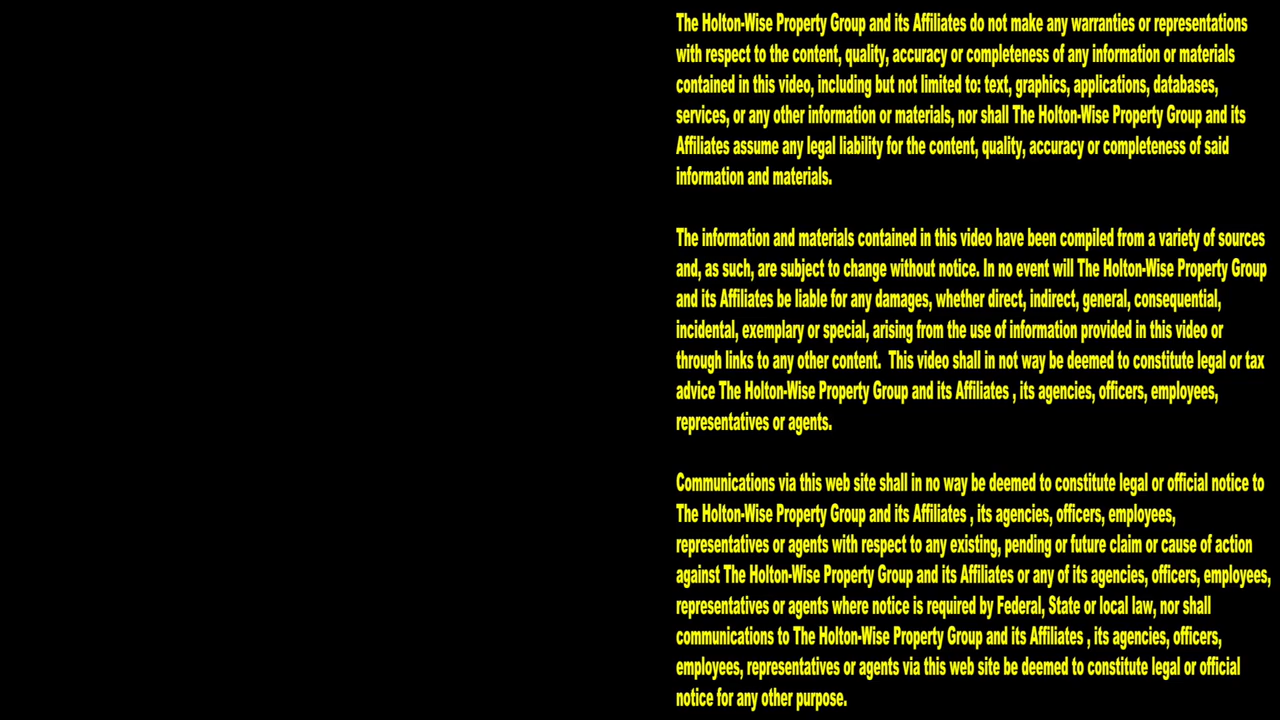 The Holton-Wise Property Group and its Affiliates do not make any warranties or representations
with respect to the content, quality, accuracy or completeness of any information or materials
contained in this video, including but not limited to: text, graphics, applications, databases,
services, or any other information or materials, nor shall The Holton-Wise Property Group and its
Affiliates assume any legal liability for the content, quality, accuracy or completeness of said
information and materials.
The information and materials contained in this video have been compiled from a variety of sources
and, as such, are subject to change without notice. In no event will The Holton-Wise Property Group
and its Affiliates be liable for any damages, whether direct, indirect, general, consequential,
incidental, exemplary or special, arising from the use of information provided in this video or
through links to any other content.  This video shall in not way be deemed to constitute legal or tax
advice The Holton-Wise Property Group and its Affiliates , its agencies, officers, employees,
representatives or agents.
Communications via this web site shall in no way be deemed to constitute legal or official notice to
The Holton-Wise Property Group and its Affiliates , its agencies, officers, employees,
representatives or agents with respect to any existing, pending or future claim or cause of action
against The Holton-Wise Property Group and its Affiliates or any of its agencies, officers, employees,
representatives or agents where notice is required by Federal, State or local law, nor shall
communications to The Holton-Wise Property Group and its Affiliates , its agencies, officers,
employees, representatives or agents via this web site be deemed to constitute legal or official
notice for any other purpose.